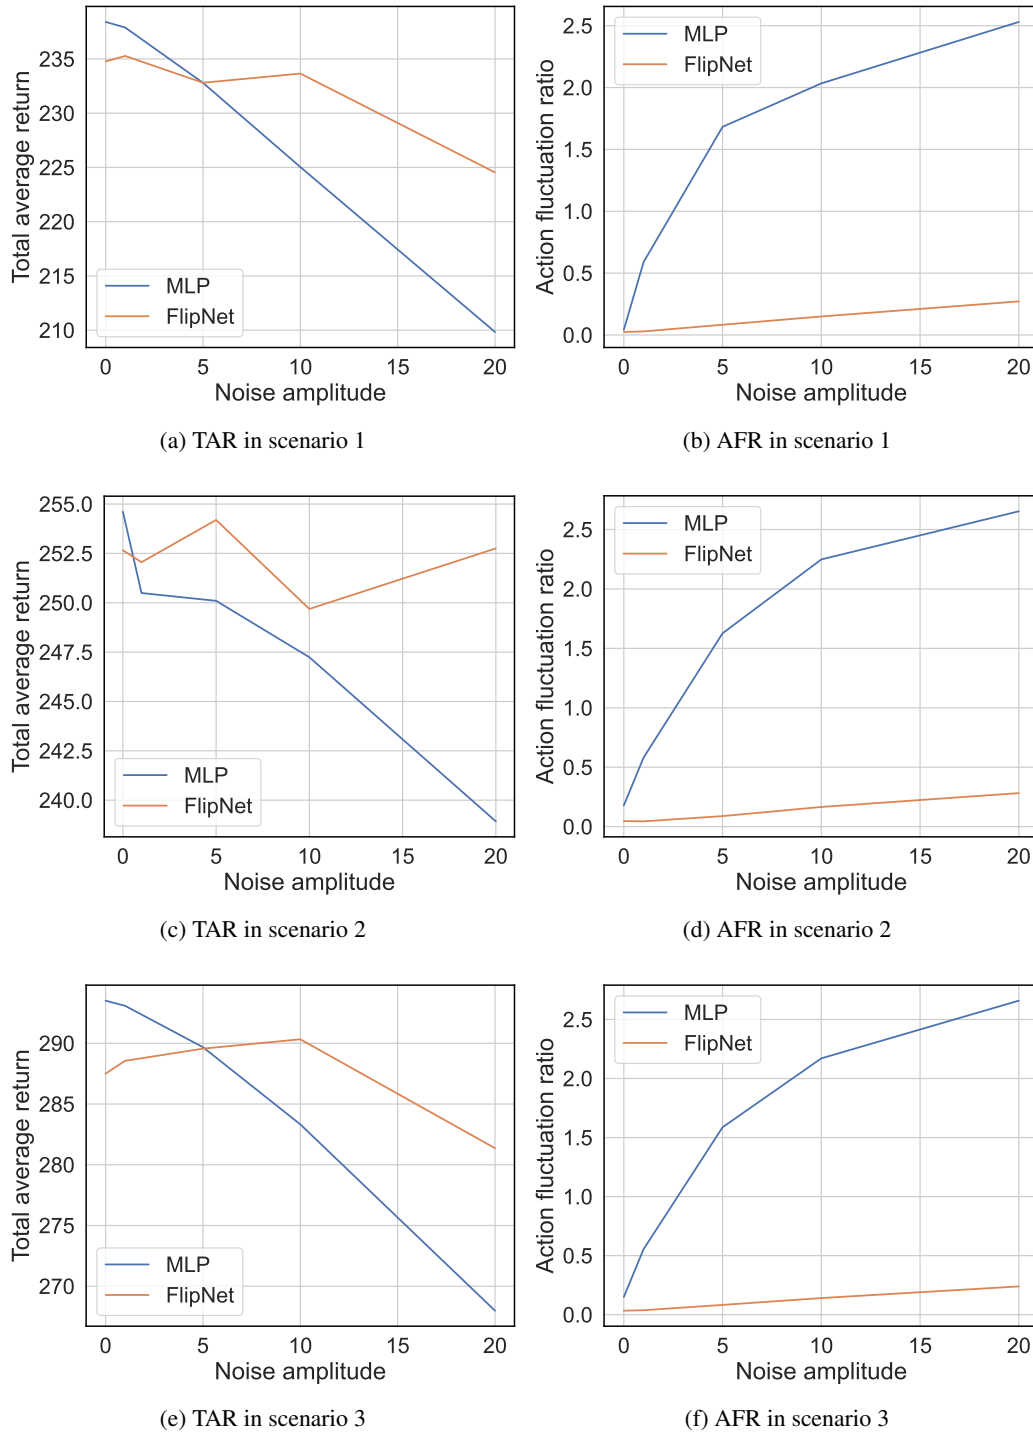 Total average return
235
230
225
220
215
210
MLP
FlipNet
0 5 10 15 20
Noise amplitude
(a) TAR in scenario 1
Action fluctuation ratio
2.5
2.0
1.5
1.0
0.5
0.0
MLP
FlipNet
0 5 10 15 20
Noise amplitude
(b) AFR in scenario 1
Total average return
255.0
252.5
250.0
247.5
245.0
242.5
240.0
MLP
FlipNet
0 5 10 15 20
Noise amplitude
(c) TAR in scenario 2
Action fluctuation ratio
2.5
2.0
1.5
1.0
0.5
0.0
MLP
FlipNet
0 5 10 15 20
Noise amplitude
(d) AFR in scenario 2
Total average return
290
285
280
275
270
MLP
FlipNet
0 5 10 15 20
Noise amplitude
(e) TAR in scenario 3
Action fluctuation ratio
2.5
2.0
1.5
1.0
0.5
0.0
MLP
FlipNet
0 5 10 15 20
Noise amplitude
(f) AFR in scenario 3